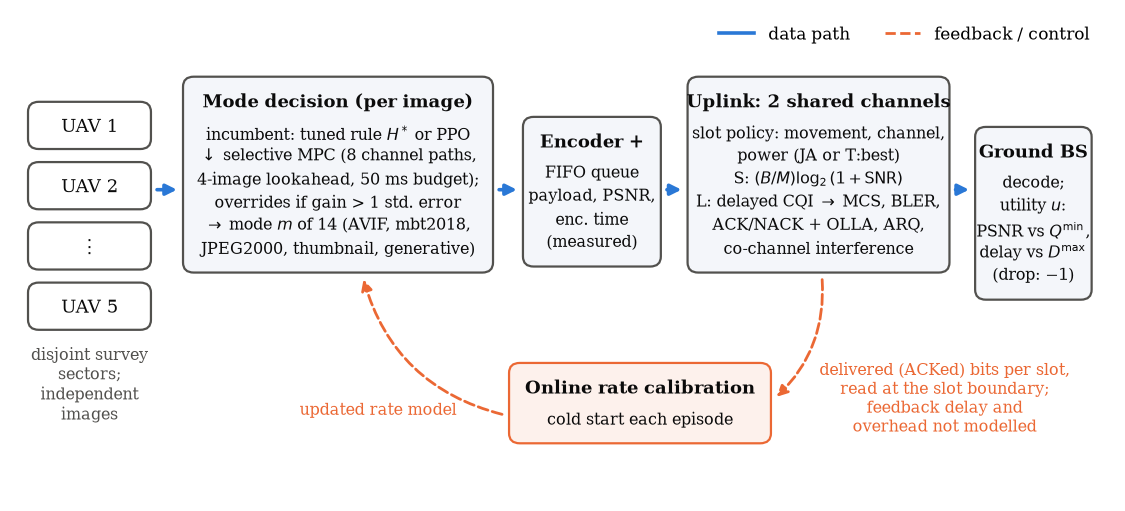 data path
feedback / control
UAV 1
UAV 2
⋮
UAV 5
disjoint survey
sectors;
independent
images
Mode decision (per image)
incumbent: tuned rule H* or PPO
↓ selective MPC (8 channel paths,
4-image lookahead, 50 ms budget);
overrides if gain > 1 std. error
→ mode m of 14 (AVIF, mbt2018,
JPEG2000, thumbnail, generative)
Encoder +
FIFO queue
payload, PSNR,
enc. time
(measured)
Uplink: 2 shared channels
slot policy: movement, channel,
power (JA or T:best)
S: (B/M)log₂ (1 + SNR)
L: delayed CQI → MCS, BLER,
ACK/NACK + OLLA, ARQ,
co-channel interference
Ground BS
decode;
utility u:
PSNR vs Qᵐⁱⁿ,
delay vs Dᵐᵃˣ
(drop: −1)
updated rate model
Online rate calibration
cold start each episode
delivered (ACKed) bits per slot,
read at the slot boundary;
feedback delay and
overhead not modelled